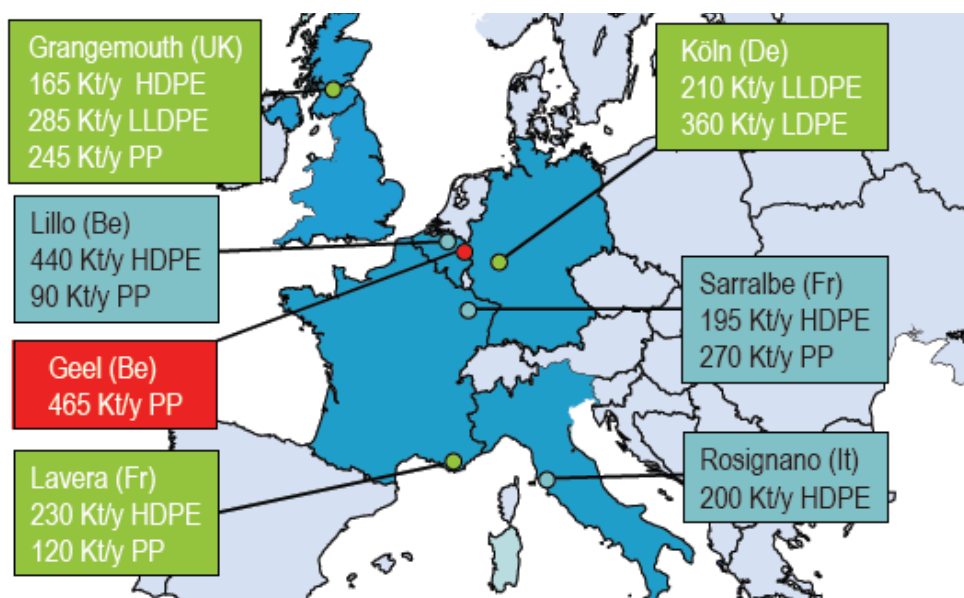 Grangemouth (UK)
165 Kt/y HDPE
285 Kt/y LLDPE
245 Kt/y PP
Köln (De)
210 Kt/y LLDPE
360 Kt/y LDPE
Lillo (Be)
440 Kt/y HDPE
90 Kt/y PP
Sarralbe (Fr)
195 Kt/y HDPE
270 Kt/y PP
Geel (Be)
465 Kt/y PP
Lavera (Fr)
230 Kt/y HDPE
120 Kt/y PP
Rosignano (It)
200 Kt/y HDPE